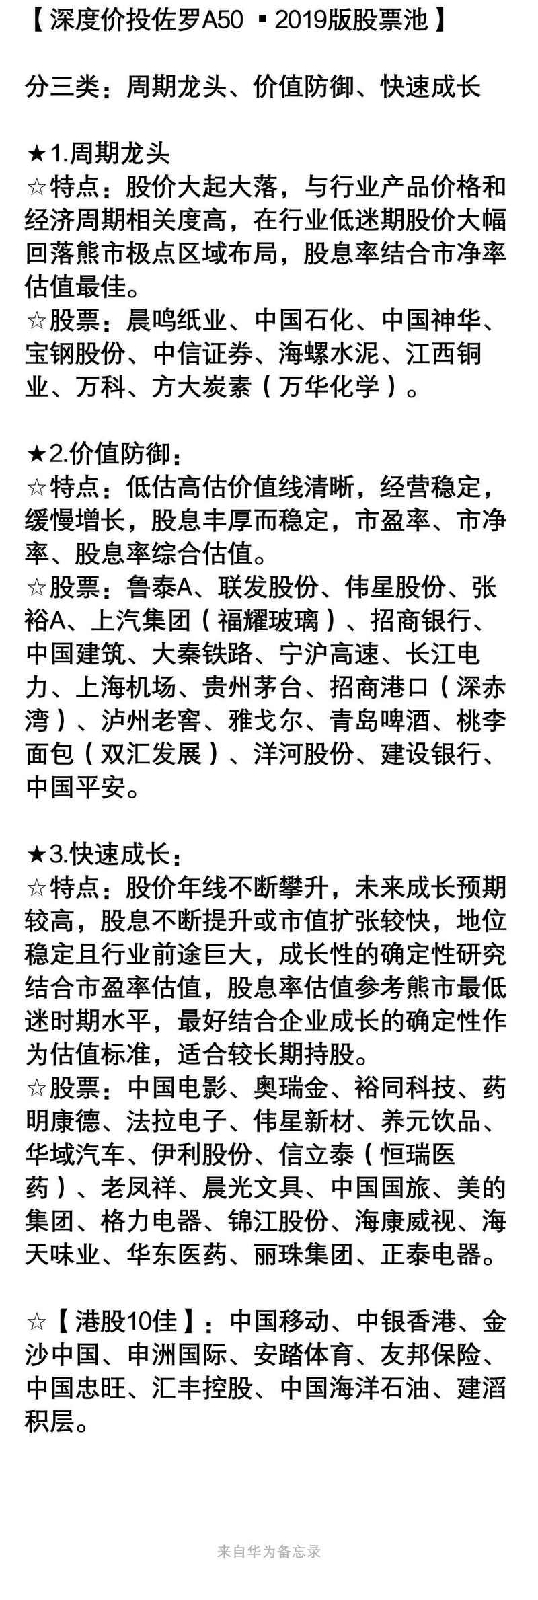 【深度价投佐罗A50 ▪2019版股票池】
分三类：周期龙头、价值防御、快速成长
★1.周期龙头
☆特点：股价大起大落，与行业产品价格和
经济周期相关度高，在行业低迷期股价大幅
回落熊市极点区域布局，股息率结合市净率
估值最佳。
☆股票：晨鸣纸业、中国石化、中国神华、
宝钢股份、中信证券、海螺水泥、江西铜
业、万科、方大炭素（万华化学）。
★2.价值防御：
☆特点：低估高估价值线清晰，经营稳定，
缓慢增长，股息丰厚而稳定，市盈率、市净
率、股息率综合估值。
☆股票：鲁泰A、联发股份、伟星股份、张
裕A、上汽集团（福耀玻璃）、招商银行、
中国建筑、大秦铁路、宁沪高速、长江电
力、上海机场、贵州茅台、招商港口（深赤
湾）、泸州老窖、雅戈尔、青岛啤酒、桃李
面包（双汇发展）、洋河股份、建设银行、
中国平安。
★3.快速成长：
☆特点：股价年线不断攀升，未来成长预期
较高，股息不断提升或市值扩张较快，地位
稳定且行业前途巨大，成长性的确定性研究
结合市盈率估值，股息率估值参考熊市最低
迷时期水平，最好结合企业成长的确定性作
为估值标准，适合较长期持股。
☆股票：中国电影、奥瑞金、裕同科技、药
明康德、法拉电子、伟星新材、养元饮品、
华域汽车、伊利股份、信立泰（恒瑞医
药）、老凤祥、晨光文具、中国国旅、美的
集团、格力电器、锦江股份、海康威视、海
天味业、华东医药、丽珠集团、正泰电器。
☆【港股10佳】：中国移动、中银香港、金
沙中国、申洲国际、安踏体育、友邦保险、
中国忠旺、汇丰控股、中国海洋石油、建滔
积层。
来自华为备忘录